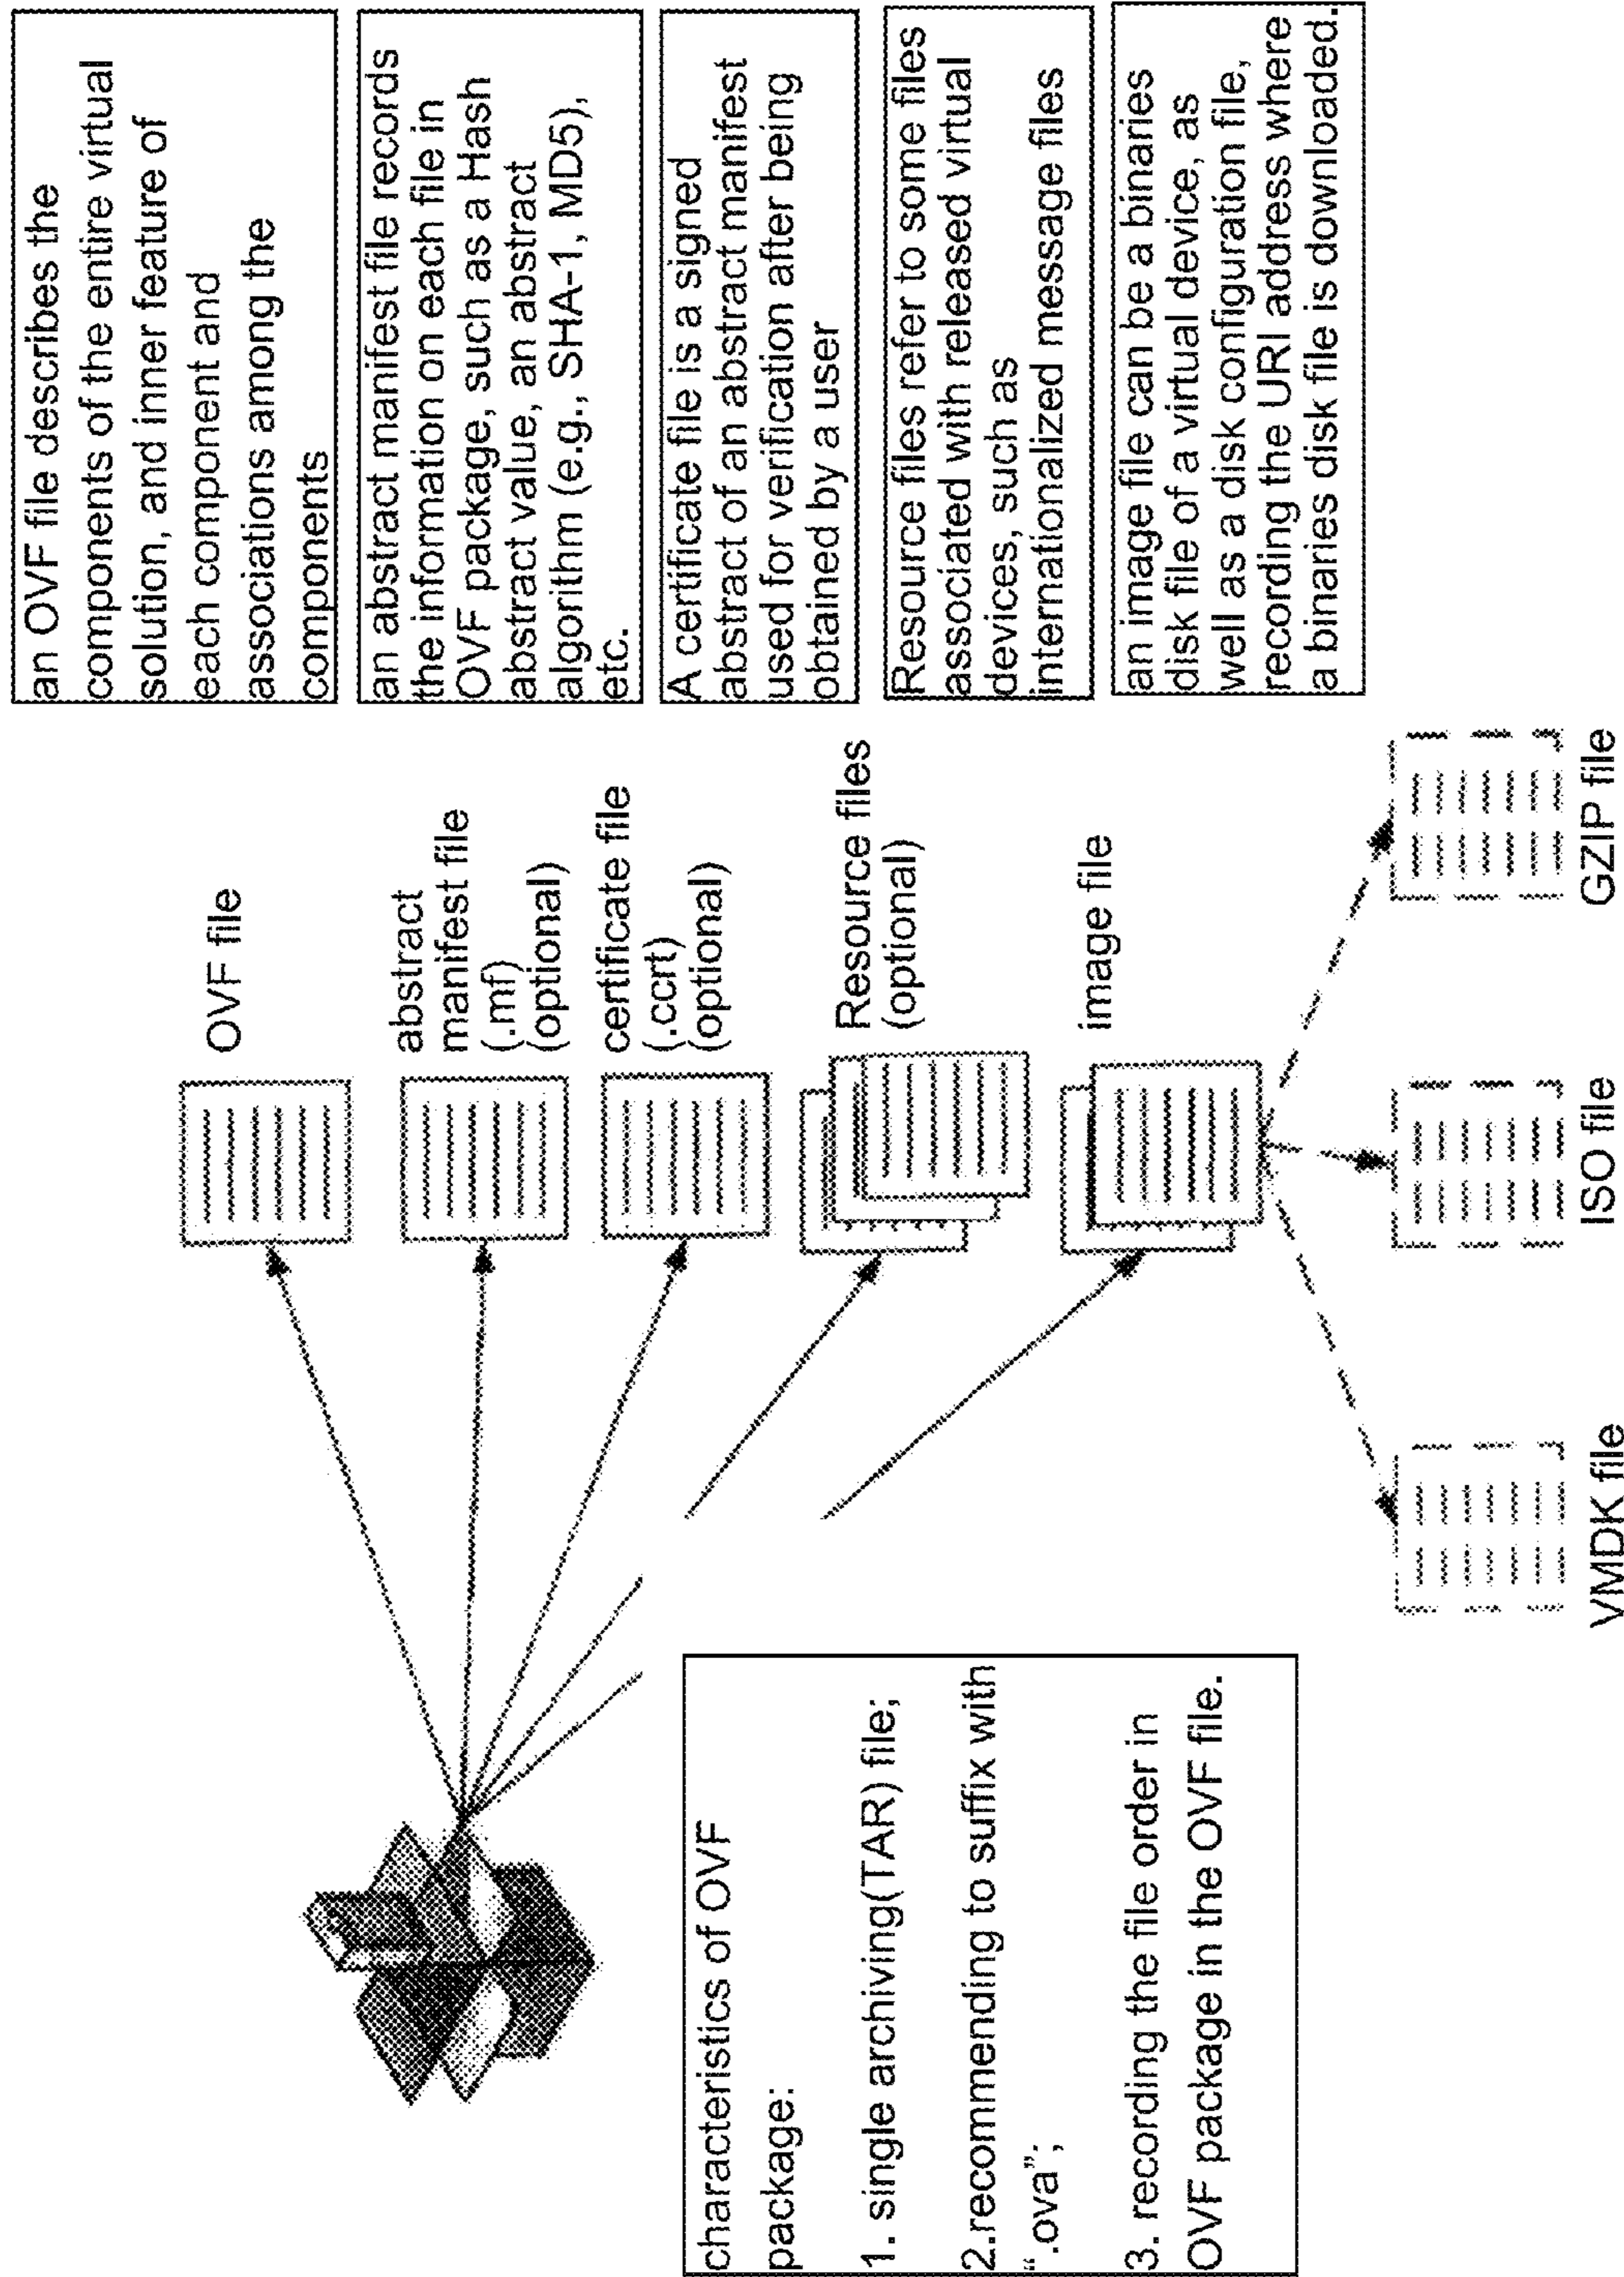 an OVF file describes the
components of the entire virtual
solution, and inner feature of
each component and
associations among the
components
an abstract manifest file records
the information on each file in
OVF package, such as a Hash
abstract value, an abstract
algorithm (e.g., SHA-1, MD5),
etc.
A certificate file is a signed
abstract of an abstract manifest
used for verification after being
obtained by a user
Resource files refer to some files
associated with released virtual
devices, such as
internationalized message files
an image file can be a binaries
disk file of a virtual device, as
well as a disk configuration file,
recording the URI address where
a binaries disk file is downloaded.
OVF file
abstract
manifest file
(.mf)
(optional)
certificate file
(.ccrt)
(optional)
Resource files
(optional)
image file
VMDK file
ISO file
GZIP file
characteristics of OVF
package:
1. single archiving(TAR) file;
2.recommending to suffix with
“.ova”;
3. recording the file order in
OVF package in the OVF file.